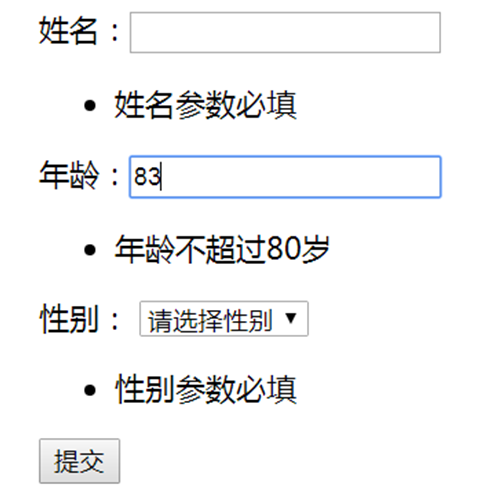 姓名：
• 姓名参数必填
年龄：83
• 年龄不超过80岁
性别： 请选择性别 ▼
• 性别参数必填
提交